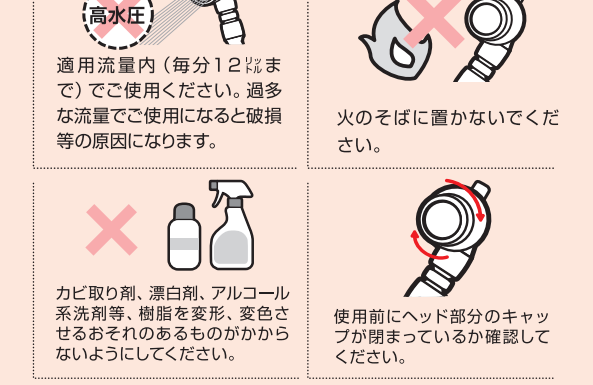 高水圧
適用流量内（毎分12㍑ま
で）でご使用ください。過多
な流量でご使用になると破損
等の原因になります。
火のそばに置かないでくだ
さい。
カビ取り剤、漂白剤、アルコール
系洗剤等、樹脂を変形、変色さ
せるおそれのあるものがかから
ないようにしてください。
使用前にヘッド部分のキャッ
プが閉まっているか確認して
ください。